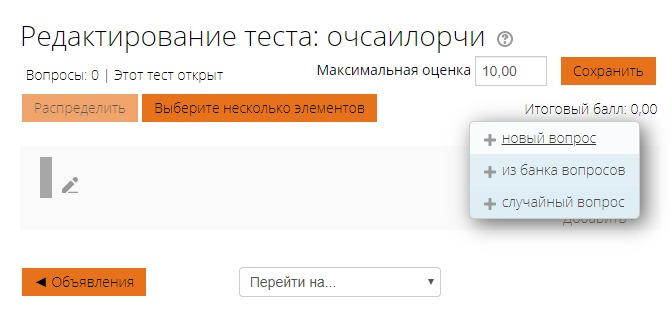 Редактирование теста: очсаилорчи
Вопросы: 0 | Этот тест открыт
Максимальная оценка 10,00 Сохранить
Распределить Выберите несколько элементов Итоговый балл: 0,00
+ новый вопрос
+ из банка вопросов
+ случайный вопрос
Добавить
◄ Объявления Перейти на...